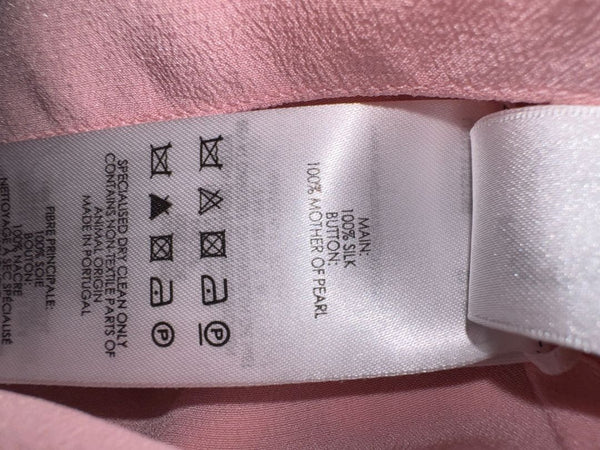 MAIN:
100% SILK
BUTTON:
100% MOTHER OF PEARL
P
P
SPECIALISED DRY CLEAN ONLY
CONTAINS NON-TEXTILE PARTS OF
ANIMAL ORIGIN
MADE IN PORTUGAL
FIBRE PRINCIPALE:
100% SOIE
BOUTON:
100% NACRE
NETTOYAGE À SEC SPÉCIALISÉ